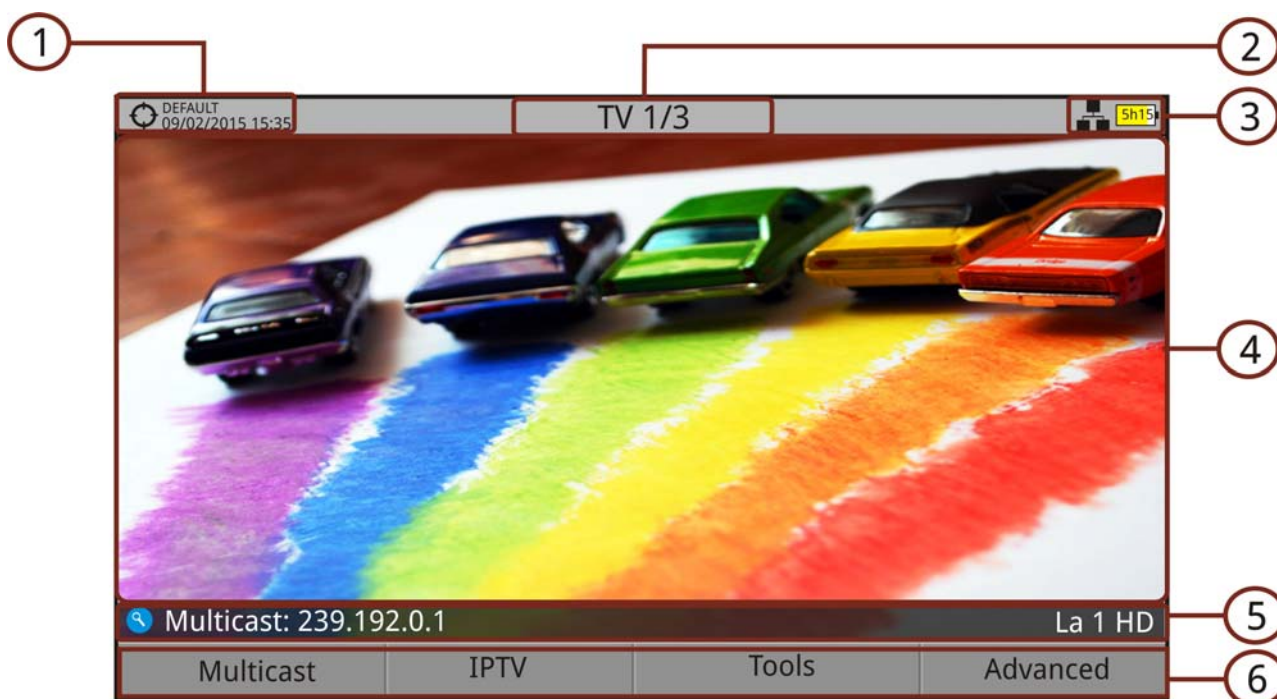 1
2
DEFAULT
09/02/2015 15:35
TV 1/3
5h15
3
4
Multicast: 239.192.0.1
La 1 HD
5
Multicast
IPTV
Tools
Advanced
6